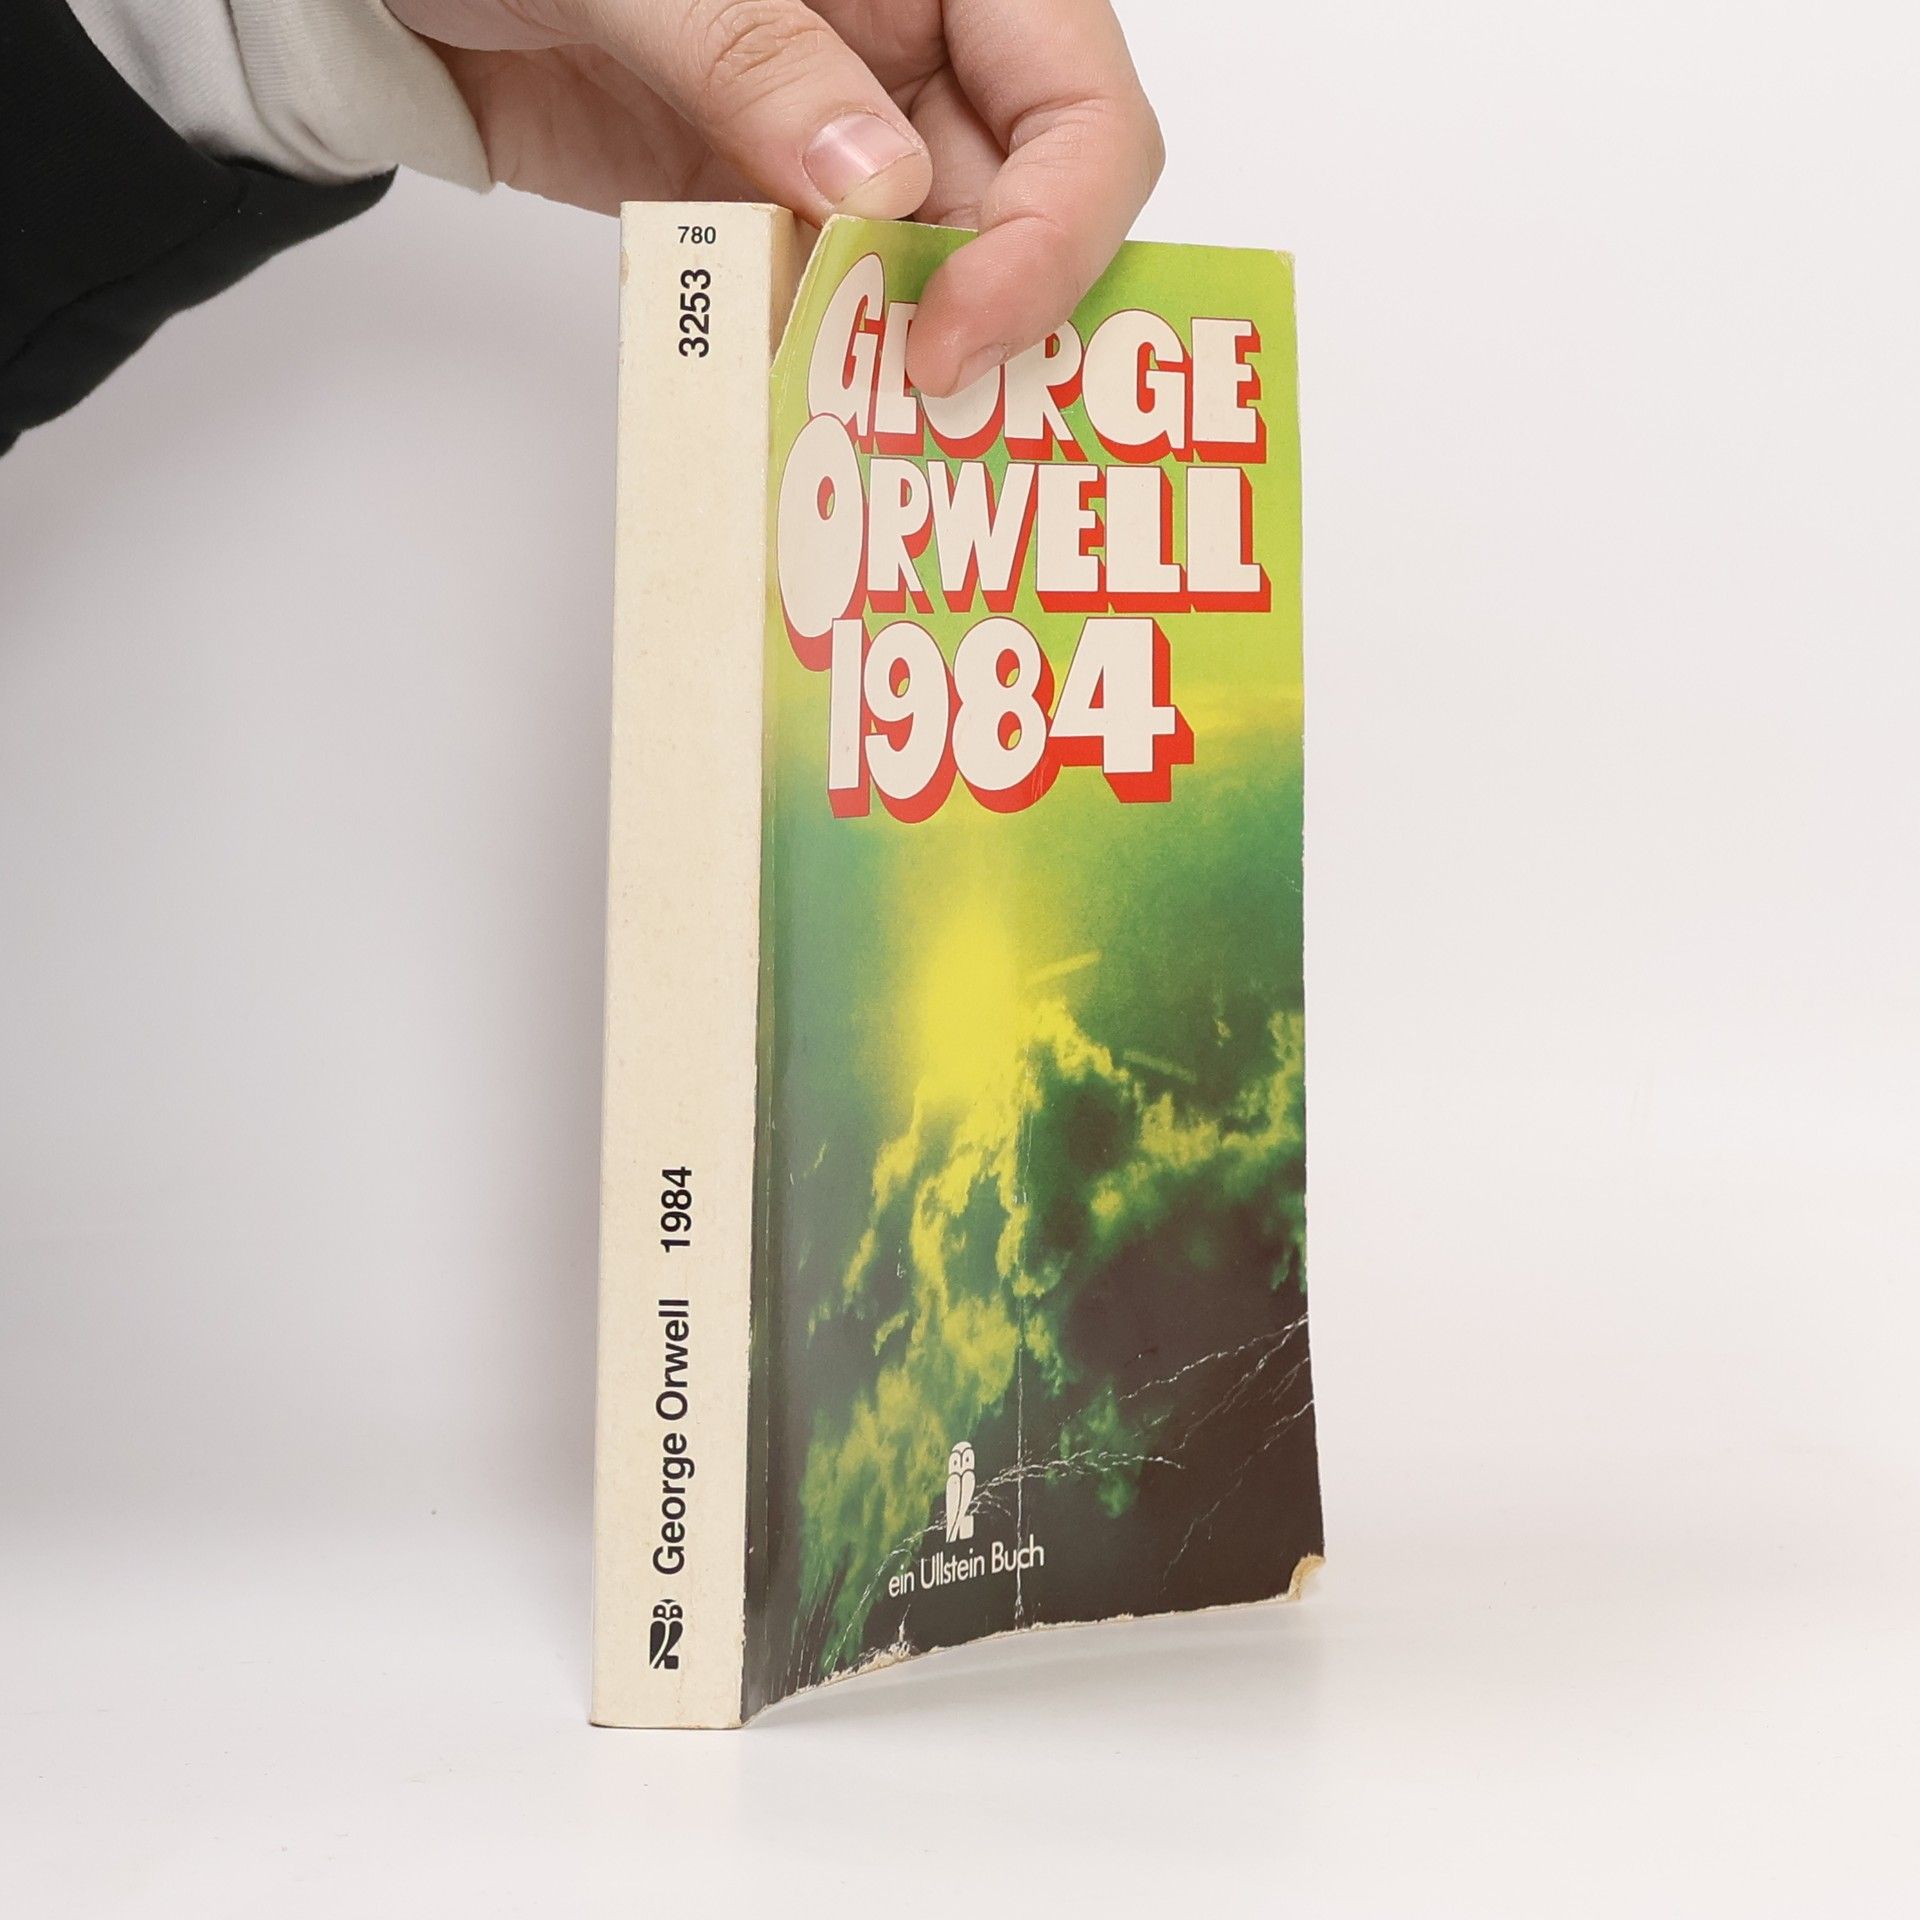 780
3253
George Orwell 1984
GEORGE
ORWELL
1984
ein Ullstein Buch